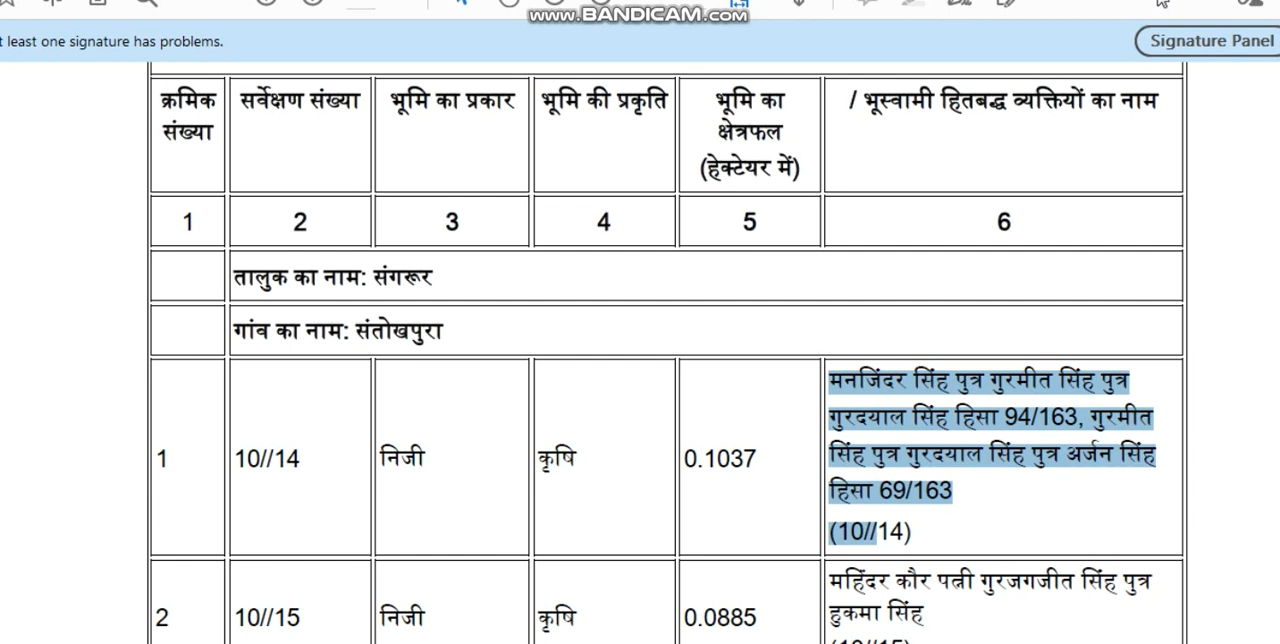 www.BANDICAM.com
t least one signature has problems.
Signature Panel
क्रमिक संख्या
सर्वेक्षण संख्या
भूमि का प्रकार
भूमि की प्रकृति
भूमि का क्षेत्रफल (हेक्टेयर में)
/ भूस्वामी हितबद्ध व्यक्तियों का नाम
1 2 3 4 5 6
तालुक का नाम: संगरूर
गांव का नाम: संतोखपुरा
मनजिंदर सिंह पुत्र गुरमीत सिंह पुत्र
गुरदयाल सिंह हिसा 94/163, गुरमीत
1 10//14 निजी कृषि 0.1037 सिंह पुत्र गुरदयाल सिंह पुत्र अर्जन सिंह
हिसा 69/163
(10//14)
महिंदर कौर पत्नी गुरजगजीत सिंह पुत्र
2 10//15 निजी कृषि 0.0885 हुकमा सिंह